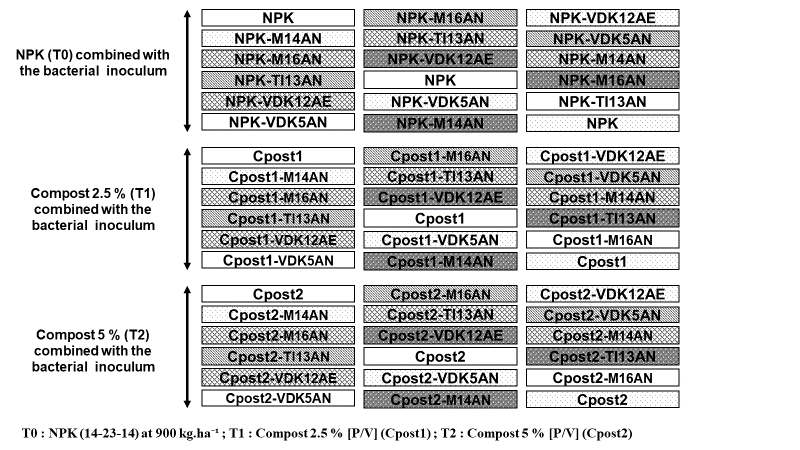 NPK NPK-M16AN NPK-VDK12AE
NPK-M14AN NPK-TI13AN NPK-VDK5AN
NPK (T0) combined with
the bacterial inoculum
NPK-M16AN NPK-VDK12AE NPK-M14AN
NPK-TI13AN NPK NPK-M16AN
NPK-VDK12AE NPK-VDK5AN NPK-TI13AN
NPK-VDK5AN NPK-M14AN NPK
Cpost1 Cpost1-M16AN Cpost1-VDK12AE
Cpost1-M14AN Cpost1-TI13AN Cpost1-VDK5AN
Compost 2.5 % (T1)
combined with the
bacterial inoculum
Cpost1-M16AN Cpost1-VDK12AE Cpost1-M14AN
Cpost1-TI13AN Cpost1 Cpost1-TI13AN
Cpost1-VDK12AE Cpost1-VDK5AN Cpost1-M16AN
Cpost1-VDK5AN Cpost1-M14AN Cpost1
Cpost2 Cpost2-M16AN Cpost2-VDK12AE
Cpost2-M14AN Cpost2-TI13AN Cpost2-VDK5AN
Compost 5 % (T2)
combined with the
bacterial inoculum
Cpost2-M16AN Cpost2-VDK12AE Cpost2-M14AN
Cpost2-TI13AN Cpost2 Cpost2-TI13AN
Cpost2-VDK12AE Cpost2-VDK5AN Cpost2-M16AN
Cpost2-VDK5AN Cpost2-M14AN Cpost2
T0 : NPK (14-23-14) at 900 kg.ha⁻¹ ; T1 : Compost 2.5 % [P/V] (Cpost1) ; T2 : Compost 5 % [P/V] (Cpost2)